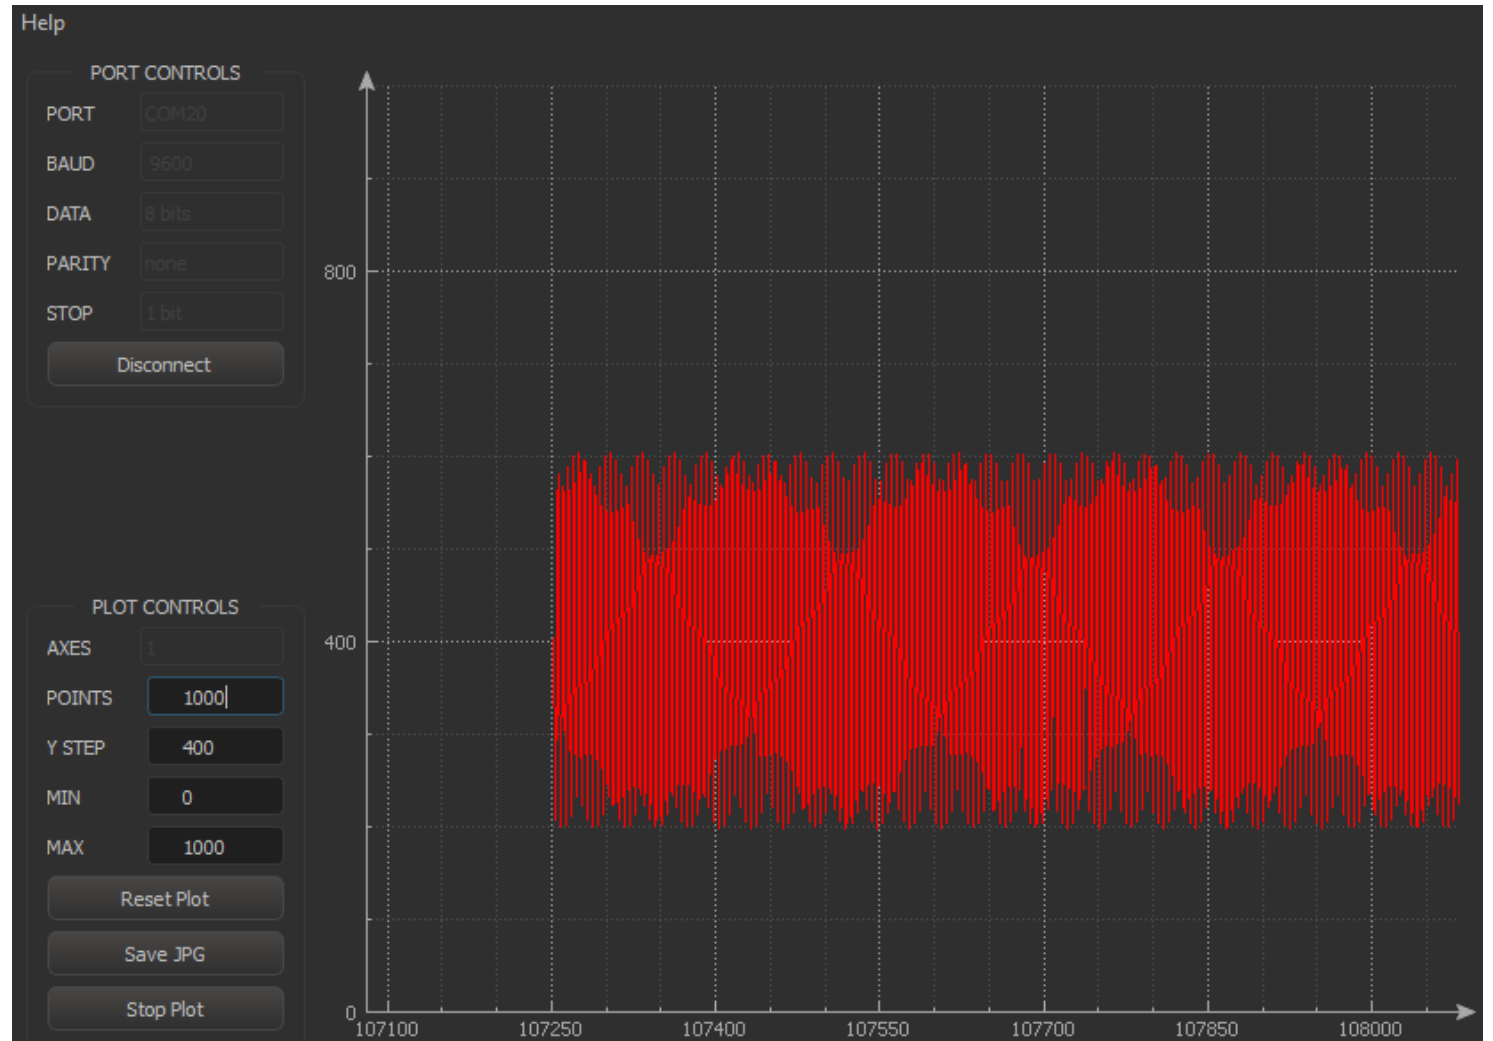 Help
PORT CONTROLS
PORT COM20
BAUD 9600
DATA 8 bits
PARITY none
STOP 1 bit
Disconnect
PLOT CONTROLS
AXES 1
POINTS 1000
Y STEP 400
MIN 0
MAX 1000
Reset Plot
Save JPG
Stop Plot
800
400
0
107100 107250 107400 107550 107700 107850 108000